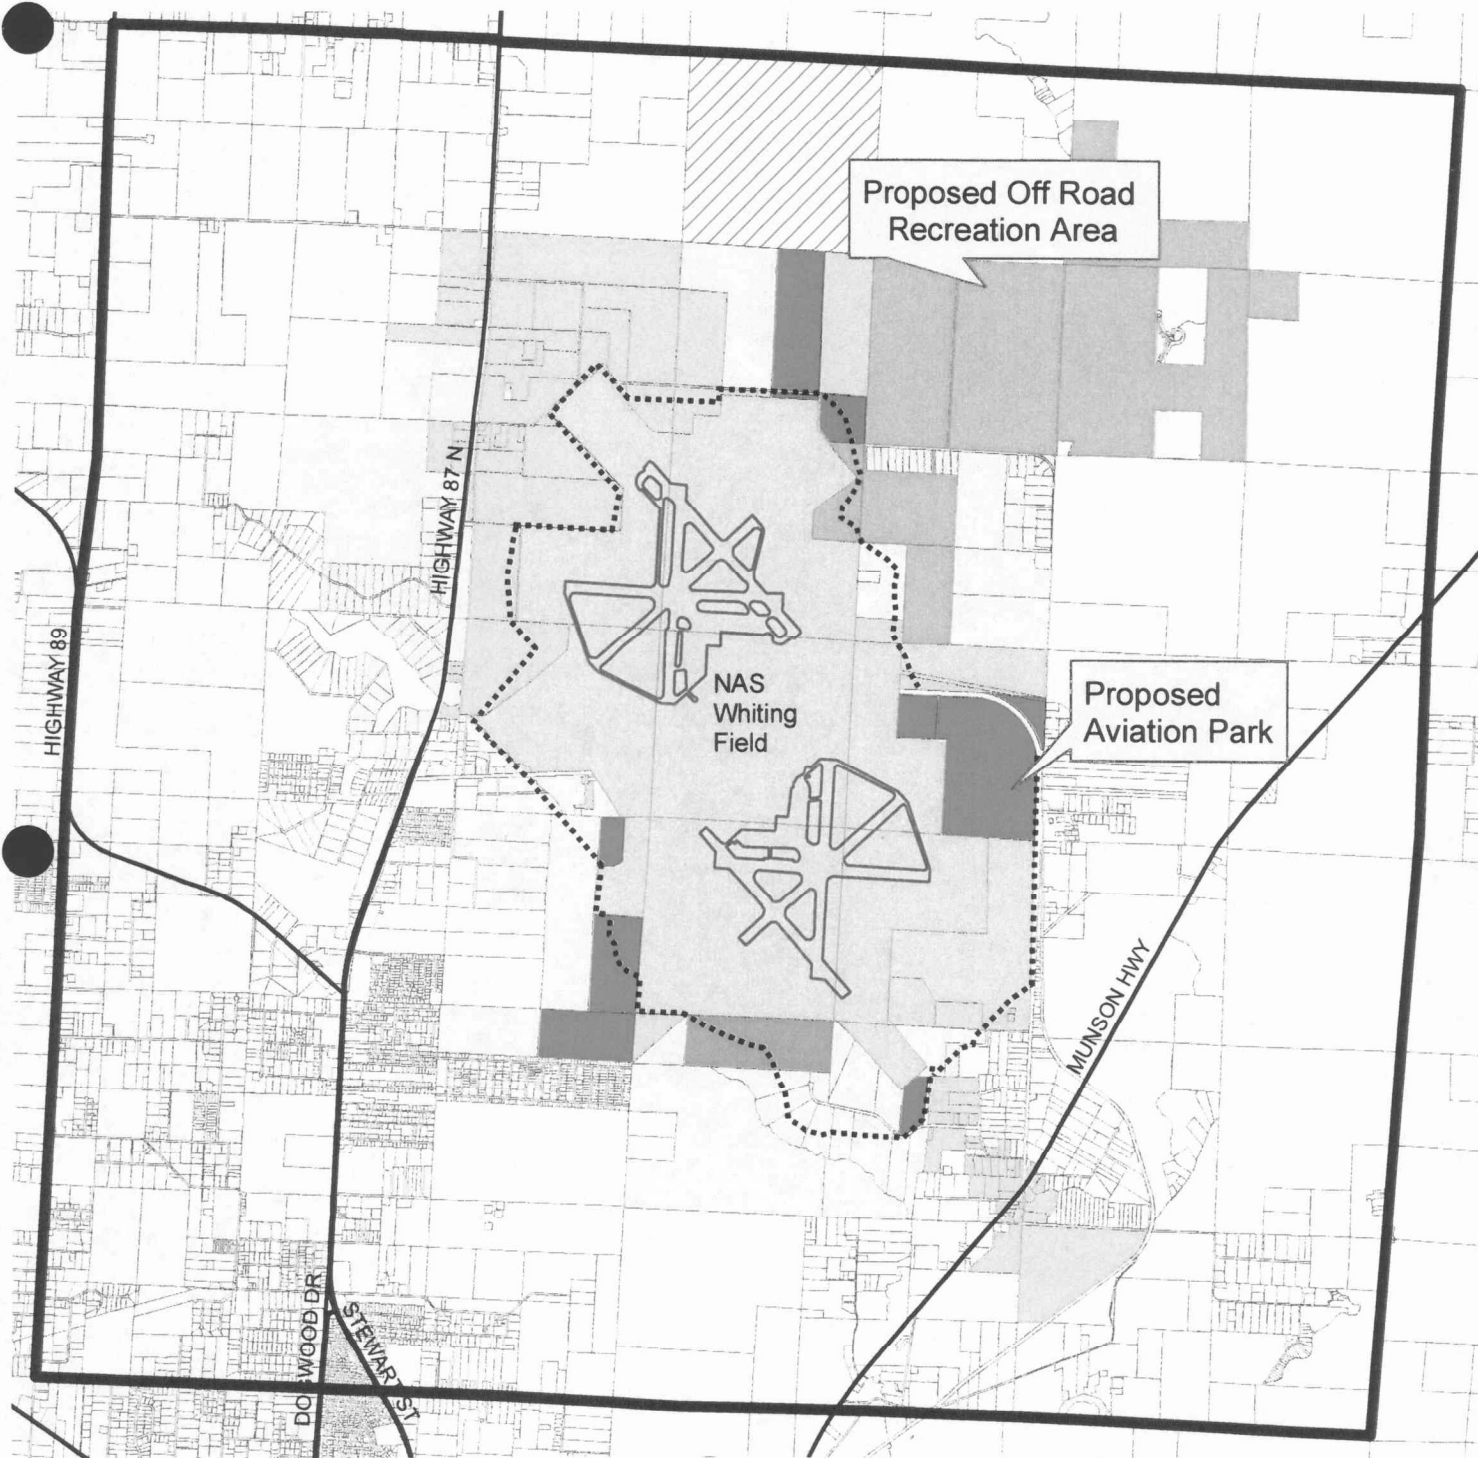 Proposed Off Road
Recreation Area
HIGHWAY 87 N
HIGHWAY 89
NAS
Whiting
Field
Proposed
Aviation Park
MUNSON HWY
DOGWOOD DR
STEWART ST